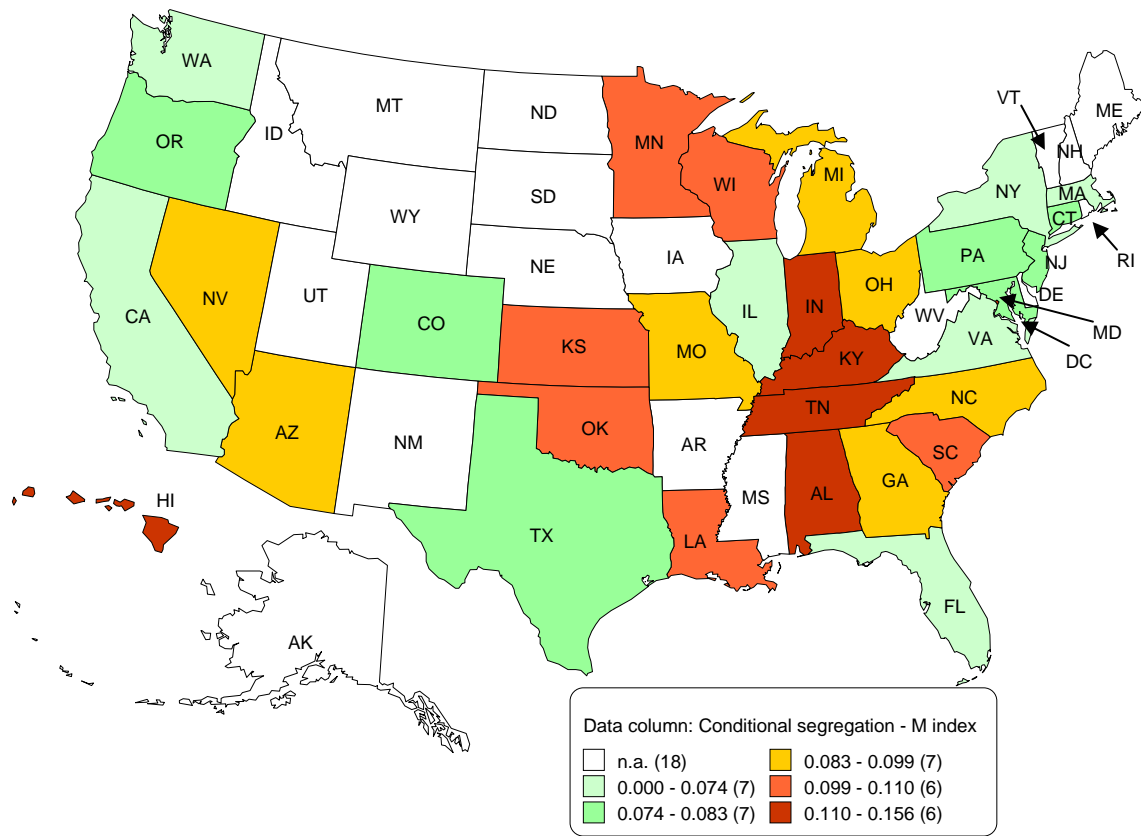 WA
MT
ND
MN
VT
ME
OR
ID
SD
WI
MI
NH
NY
MA
WY
CT
RI
NE
IA
PA
NJ
NV
UT
CO
IL
IN
OH
DE
WV
MD
CA
KS
MO
KY
VA
DC
AZ
NM
OK
AR
TN
NC
SC
HI
TX
LA
MS
AL
GA
FL
AK
Data column: Conditional segregation - M index
n.a. (18)
0.000 - 0.074 (7)
0.074 - 0.083 (7)
0.083 - 0.099 (7)
0.099 - 0.110 (6)
0.110 - 0.156 (6)